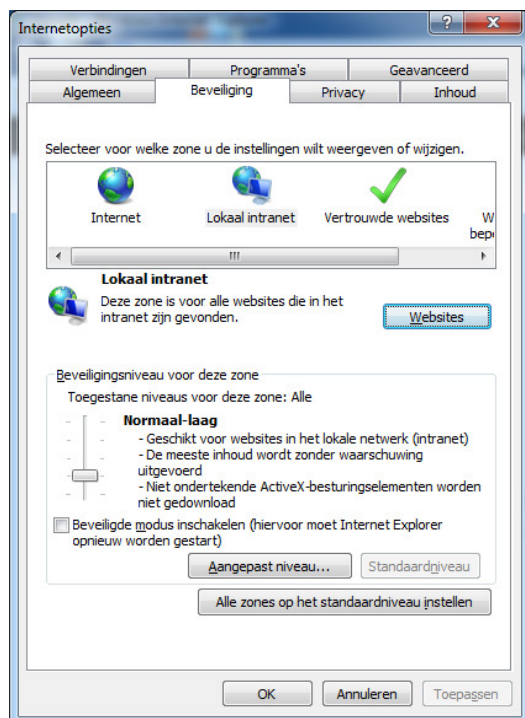 Internetopties
Verbindingen Programma's Geavanceerd
Algemeen Beveiliging Privacy Inhoud
Selecteer voor welke zone u de instellingen wilt weergeven of wijzigen.
Internet Lokaal intranet Vertrouwde websites W
bep
Lokaal intranet
Deze zone is voor alle websites die in het
intranet zijn gevonden.
Websites
Beveiligingsniveau voor deze zone
Toegestane niveaus voor deze zone: Alle
Normaal-laag
- Geschikt voor websites in het lokale netwerk (intranet)
- De meeste inhoud wordt zonder waarschuwing
uitgevoerd
- Niet ondertekende ActiveX-besturingselementen worden
niet gedownload
Beveiligde modus inschakelen (hiervoor moet Internet Explorer
opnieuw worden gestart)
Aangepast niveau... Standaardniveau
Alle zones op het standaardniveau instellen
OK Annuleren Toepassen